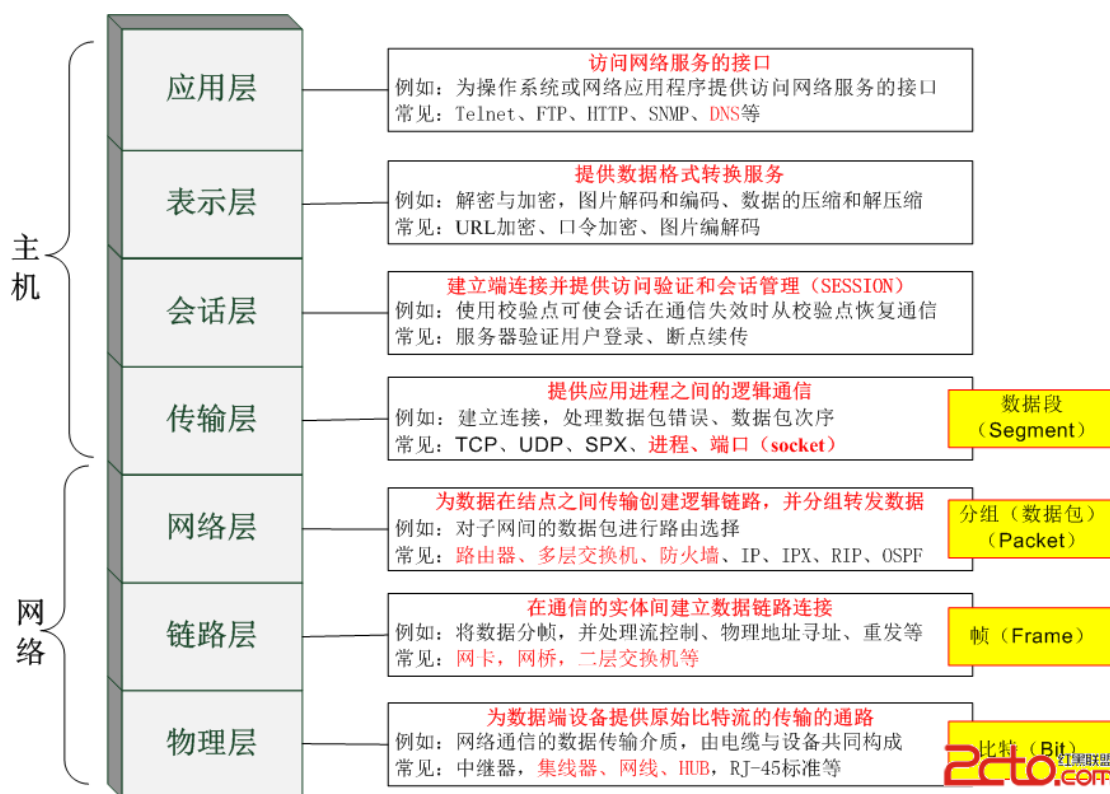 主机
网络
应用层
访问网络服务的接口
例如：为操作系统或网络应用程序提供访问网络服务的接口
常见：Telnet、FTP、HTTP、SNMP、DNS等
表示层
提供数据格式转换服务
例如：解密与加密，图片解码和编码、数据的压缩和解压缩
常见：URL加密、口令加密、图片编解码
会话层
建立端连接并提供访问验证和会话管理（SESSION）
例如：使用校验点可使会话在通信失效时从校验点恢复通信
常见：服务器验证用户登录、断点续传
传输层
提供应用进程之间的逻辑通信
例如：建立连接，处理数据包错误、数据包次序
常见：TCP、UDP、SPX、进程、端口（socket）
数据段
（Segment）
网络层
为数据在结点之间传输创建逻辑链路，并分组转发数据
例如：对子网间的数据包进行路由选择
常见：路由器、多层交换机、防火墙、IP、IPX、RIP、OSPF
分组（数据包）
（Packet）
链路层
在通信的实体间建立数据链路连接
例如：将数据分帧，并处理流控制、物理地址寻址、重发等
常见：网卡，网桥，二层交换机等
帧（Frame）
物理层
为数据端设备提供原始比特流的传输的通路
例如：网络通信的数据传输介质，由电缆与设备共同构成
常见：中继器，集线器、网线、HUB，RJ-45标准等
比特（Bit）
2cto.com
红黑联盟